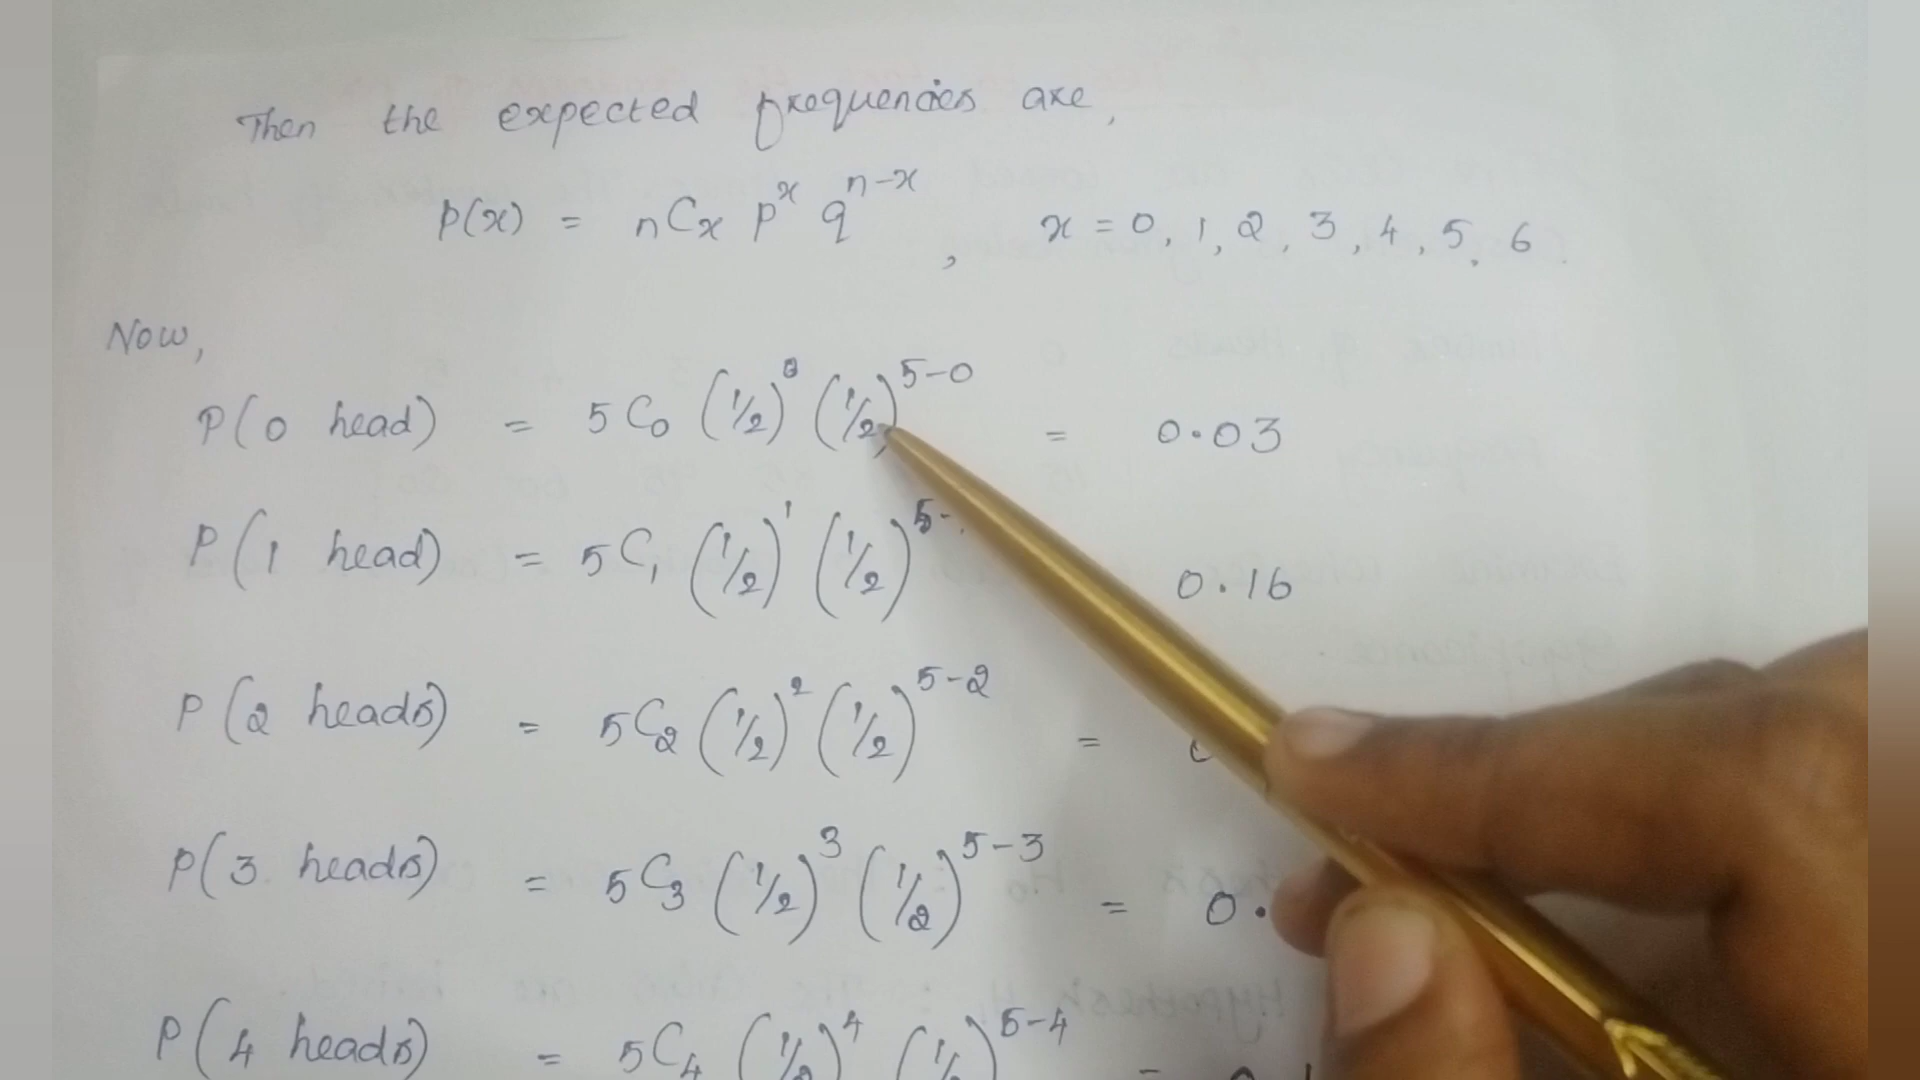 Then the expected frequencies are,
p(x) = nCx p^x q^n-x , x = 0, 1, 2, 3, 4, 5, 6
Now,
P(0 head) = 5C0 (1/2)^0 (1/2)^5-0 = 0.03
P(1 head) = 5C1 (1/2)^1 (1/2)^5- 0.16
P(2 heads) = 5C2 (1/2)^2 (1/2)^5-2 =
P(3 heads) = 5C3 (1/2)^3 (1/2)^5-3 = 0.
P(4 heads) = 5C4 (1/2)^4 (1/2)^5-4 = 0.1